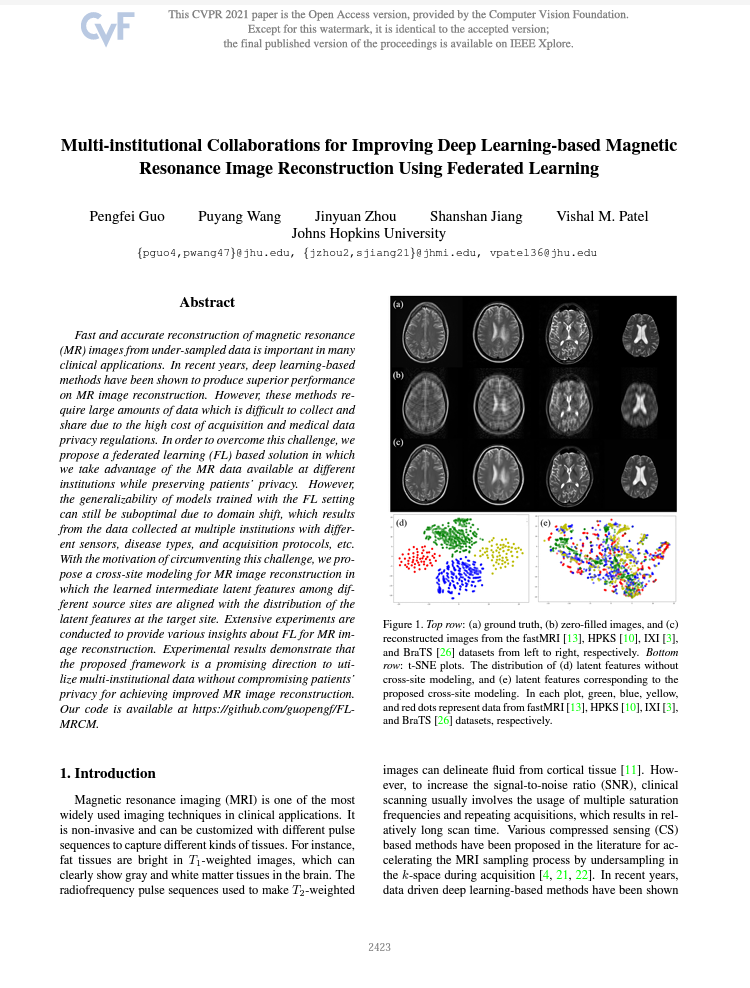 CVF
This CVPR 2021 paper is the Open Access version, provided by the Computer Vision Foundation.
Except for this watermark, it is identical to the accepted version;
the final published version of the proceedings is available on IEEE Xplore.
Multi-institutional Collaborations for Improving Deep Learning-based Magnetic
Resonance Image Reconstruction Using Federated Learning
Pengfei Guo Puyang Wang Jinyuan Zhou Shanshan Jiang Vishal M. Patel
Johns Hopkins University
{pguo4,pwang47}@jhu.edu, {jzhou2,sjiang21}@jhmi.edu, vpatel36@jhu.edu
Abstract
Fast and accurate reconstruction of magnetic resonance
(MR) images from under-sampled data is important in many
clinical applications. In recent years, deep learning-based
methods have been shown to produce superior performance
on MR image reconstruction. However, these methods re-
quire large amounts of data which is difficult to collect and
share due to the high cost of acquisition and medical data
privacy regulations. In order to overcome this challenge, we
propose a federated learning (FL) based solution in which
we take advantage of the MR data available at different
institutions while preserving patients' privacy. However,
the generalizability of models trained with the FL setting
can still be suboptimal due to domain shift, which results
from the data collected at multiple institutions with differ-
ent sensors, disease types, and acquisition protocols, etc.
With the motivation of circumventing this challenge, we pro-
pose a cross-site modeling for MR image reconstruction in
which the learned intermediate latent features among dif-
ferent source sites are aligned with the distribution of the
latent features at the target site. Extensive experiments are
conducted to provide various insights about FL for MR im-
age reconstruction. Experimental results demonstrate that
the proposed framework is a promising direction to uti-
lize multi-institutional data without compromising patients'
privacy for achieving improved MR image reconstruction.
Our code is available at https://github.com/guopengf/FL-
MRCM.
1. Introduction
Magnetic resonance imaging (MRI) is one of the most
widely used imaging techniques in clinical applications. It
is non-invasive and can be customized with different pulse
sequences to capture different kinds of tissues. For instance,
fat tissues are bright in T1-weighted images, which can
clearly show gray and white matter tissues in the brain. The
radiofrequency pulse sequences used to make T2-weighted
(a)
(b)
(c)
(d)
(e)
Figure 1. Top row: (a) ground truth, (b) zero-filled images, and (c)
reconstructed images from the fastMRI [13], HPKS [10], IXI [3],
and BraTS [26] datasets from left to right, respectively. Bottom
row: t-SNE plots. The distribution of (d) latent features without
cross-site modeling, and (e) latent features corresponding to the
proposed cross-site modeling. In each plot, green, blue, yellow,
and red dots represent data from fastMRI [13], HPKS [10], IXI [3],
and BraTS [26] datasets, respectively.
images can delineate fluid from cortical tissue [11]. How-
ever, to increase the signal-to-noise ratio (SNR), clinical
scanning usually involves the usage of multiple saturation
frequencies and repeating acquisitions, which results in rel-
atively long scan time. Various compressed sensing (CS)
based methods have been proposed in the literature for ac-
celerating the MRI sampling process by undersampling in
the k-space during acquisition [4, 21, 22]. In recent years,
data driven deep learning-based methods have been shown
2423